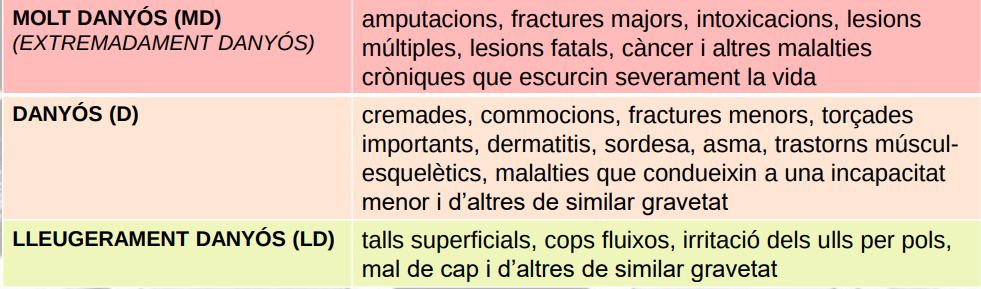 MOLT DANYÓS (MD)
(EXTREMADAMENT DANYÓS)
amputacions, fractures majors, intoxicacions, lesions
múltiples, lesions fatals, càncer i altres malalties
cròniques que escurcin severament la vida
DANYÓS (D)
cremades, commocions, fractures menors, torçades
importants, dermatitis, sordesa, asma, trastorns múscul-
esquelètics, malalties que condueixin a una incapacitat
menor i d’altres de similar gravetat
LLEUGERAMENT DANYÓS (LD)
talls superficials, cops fluixos, irritació dels ulls per pols,
mal de cap i d’altres de similar gravetat